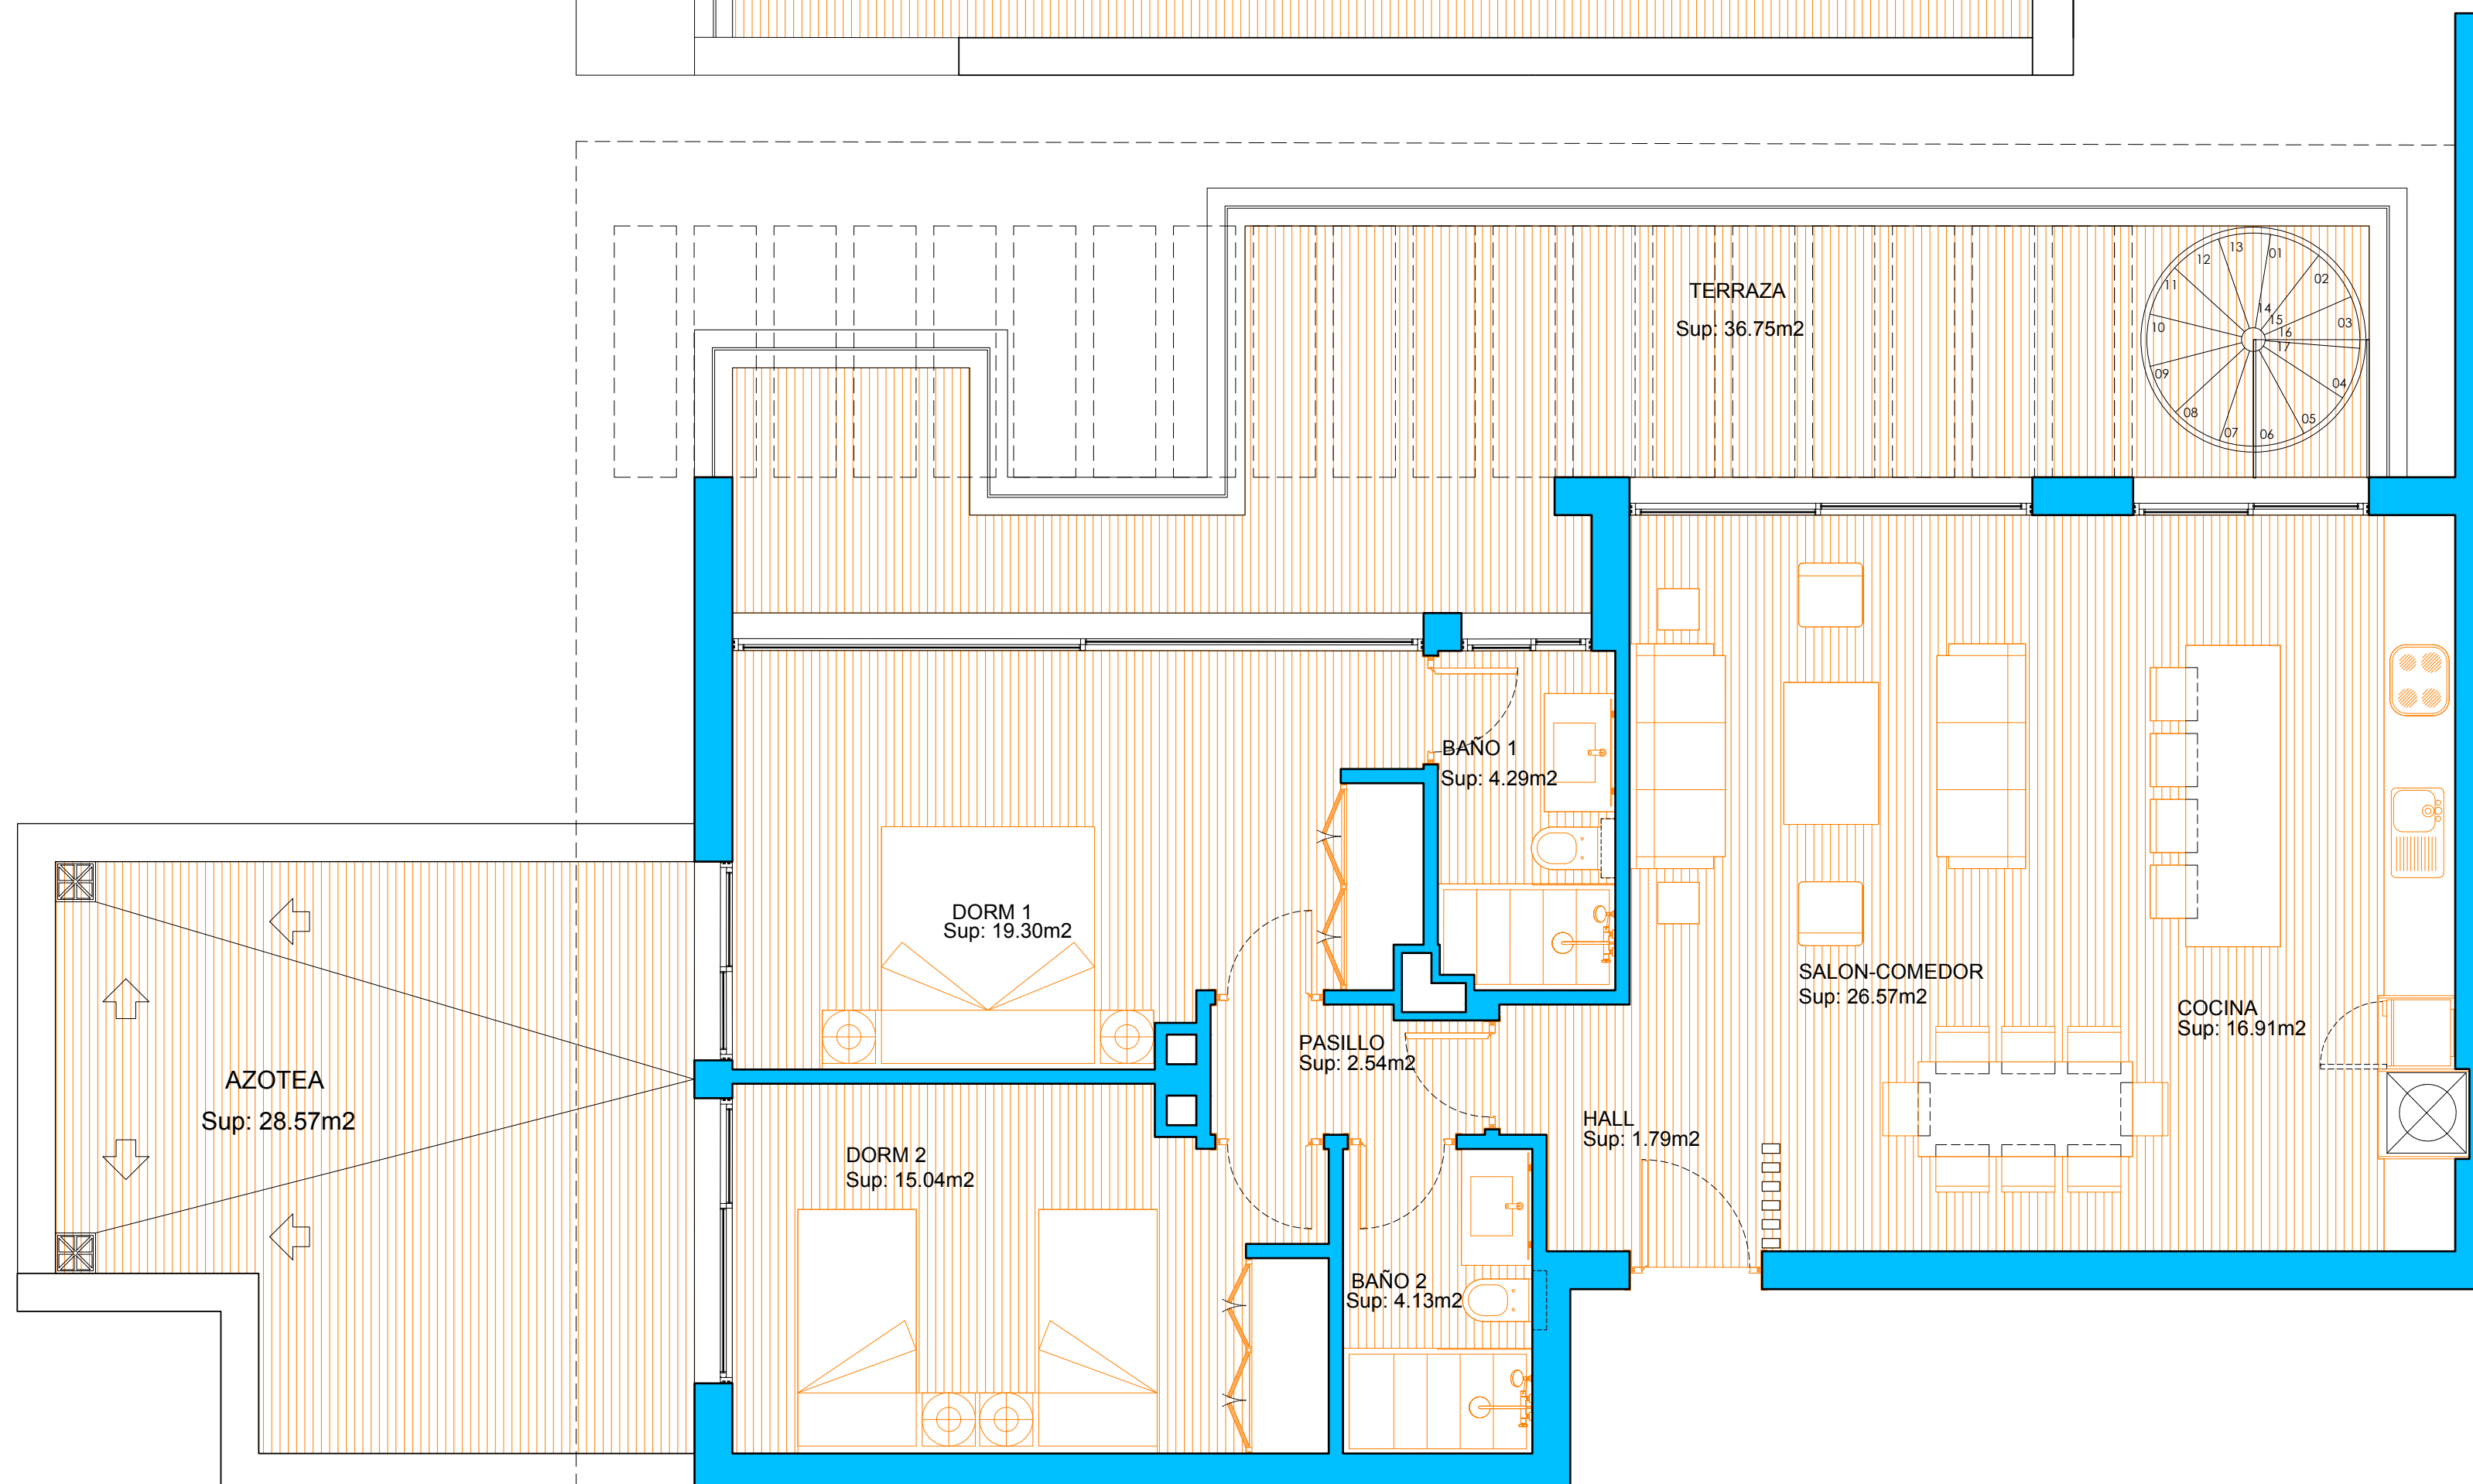 TERRAZA
Sup: 36.75m2
13
01
12
02
11
14
15
03
10
16
17
09
04
08
05
07
06
BAÑO 1
Sup: 4.29m2
DORM 1
Sup: 19.30m2
SALON-COMEDOR
Sup: 26.57m2
COCINA
Sup: 16.91m2
PASILLO
Sup: 2.54m2
AZOTEA
Sup: 28.57m2
HALL
Sup: 1.79m2
DORM 2
Sup: 15.04m2
BAÑO 2
Sup: 4.13m2